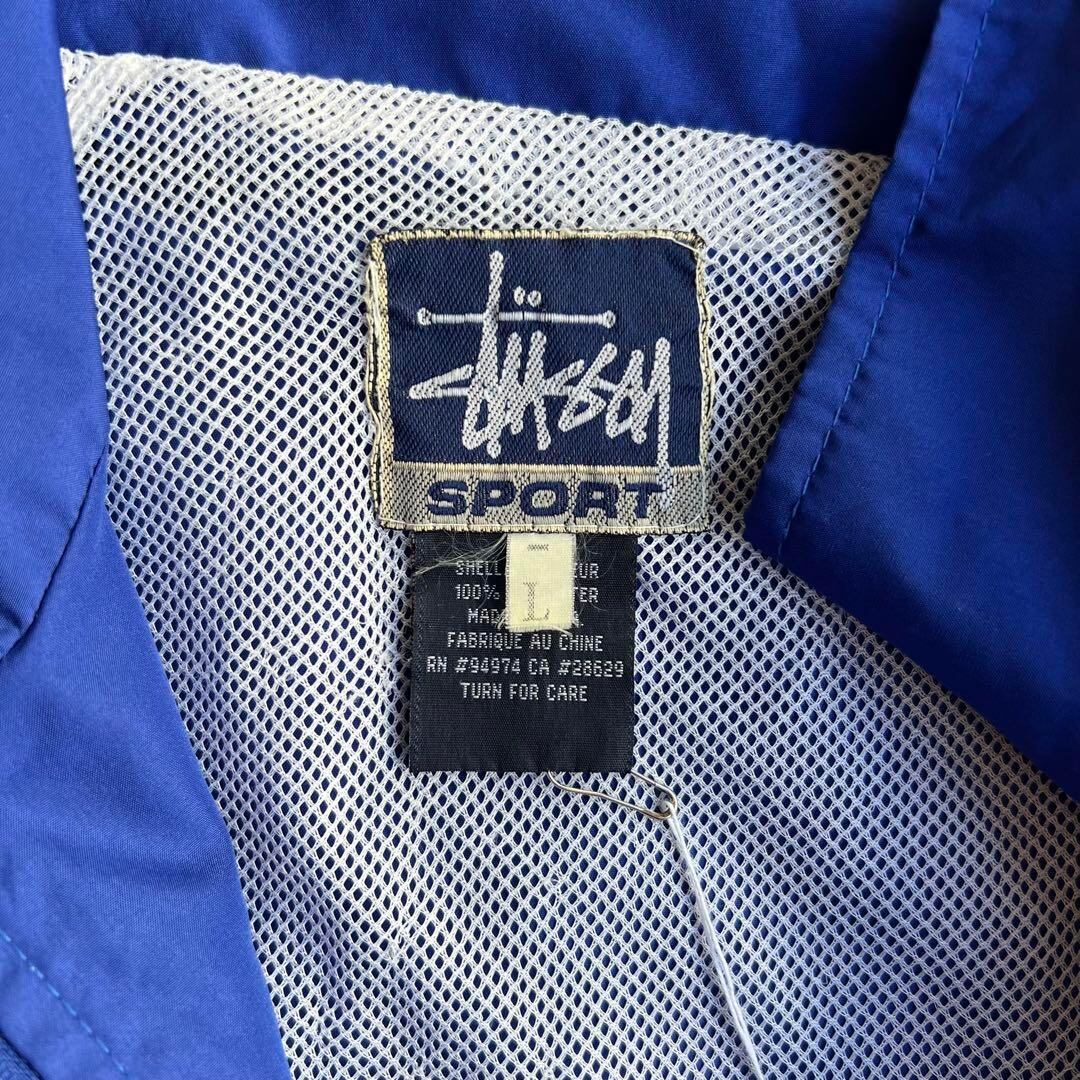 Stüssy
SPORT
SHELL
100%
L
FABRIQUE AU CHINE
RN #94974 CA #28629
TURN FOR CARE